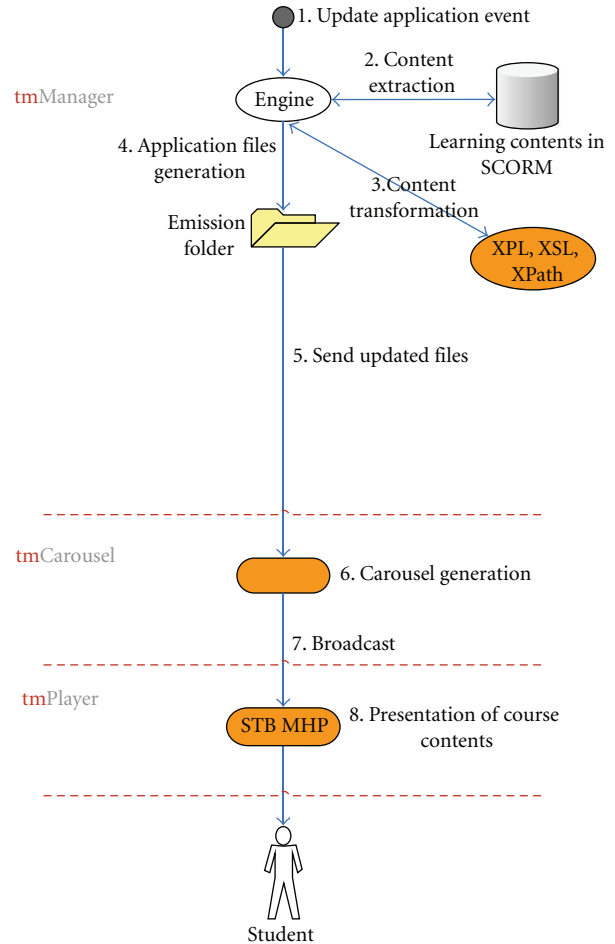 1. Update application event
2. Content
extraction
tmManager
Engine
Learning contents in
SCORM
4. Application files
generation
3.Content
transformation
Emission
folder
XPL, XSL,
XPath
5. Send updated files
tmCarousel
6. Carousel generation
7. Broadcast
tmPlayer
STB MHP
8. Presentation of course
contents
Student